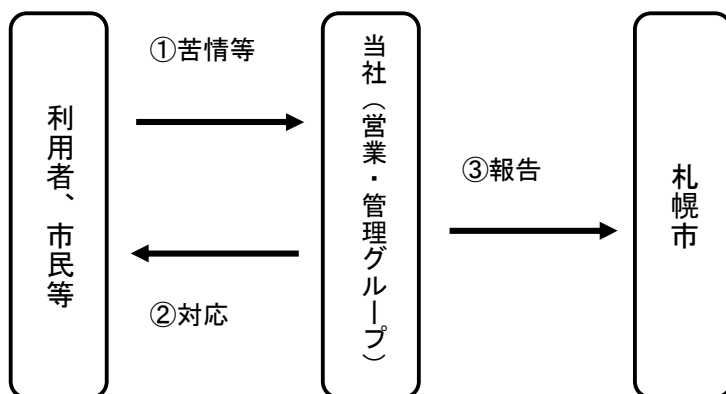 利用者、市民等
①苦情等
②対応
当社（営業・管理グループ）
③報告
札幌市